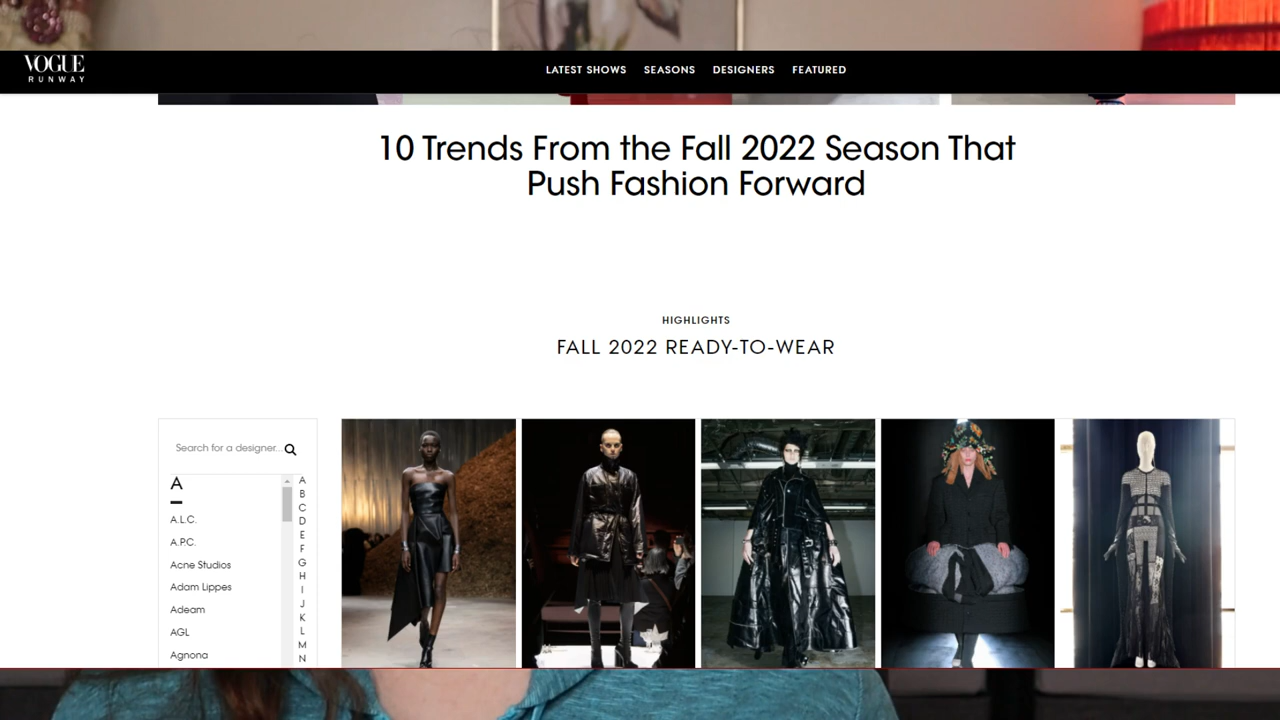 VOGUE
RUNWAY
LATEST SHOWS SEASONS DESIGNERS FEATURED
10 Trends From the Fall 2022 Season That
Push Fashion Forward
HIGHLIGHTS
FALL 2022 READY-TO-WEAR
Search for a designer...
A
A.L.C.
A.P.C.
Acne Studios
Adam Lippes
Adeam
AGL
Agnona
A
B
C
D
E
F
G
H
I
J
K
L
M
N